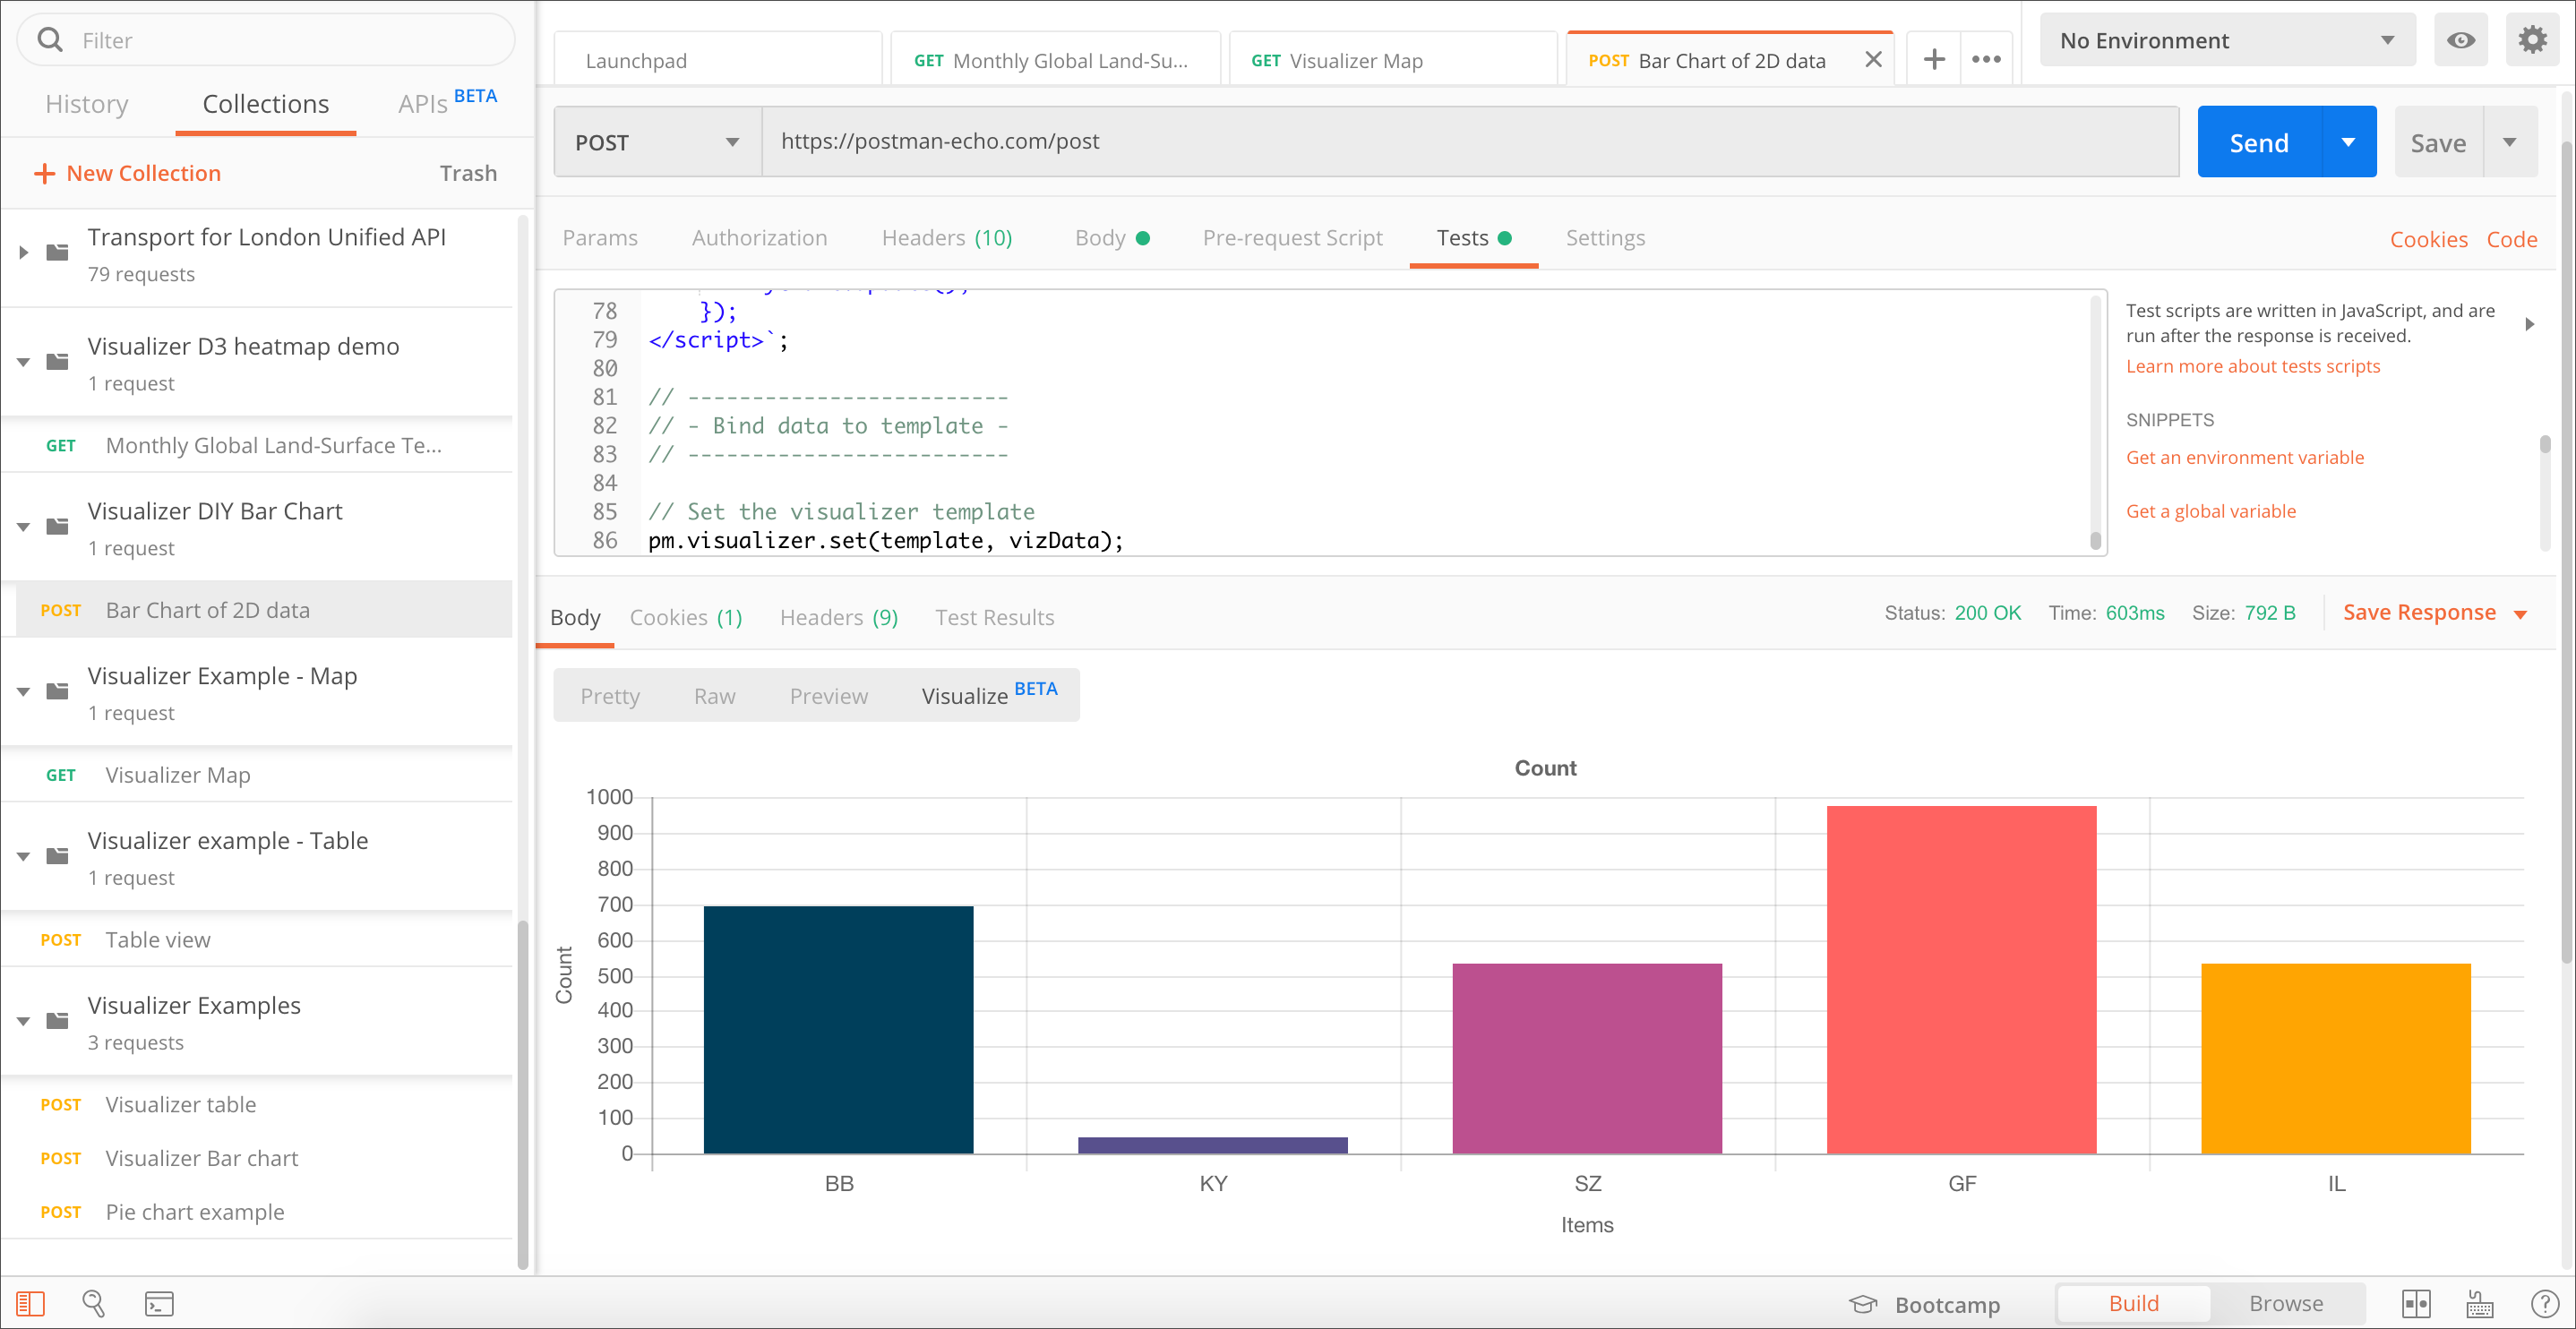 Filter
History
Collections
APIs BETA
New Collection
Trash
Transport for London Unified API
79 requests
Visualizer D3 heatmap demo
1 request
GET Monthly Global Land-Surface Te...
Visualizer DIY Bar Chart
1 request
POST Bar Chart of 2D data
Visualizer Example - Map
1 request
GET Visualizer Map
Visualizer example - Table
1 request
POST Table view
Visualizer Examples
3 requests
POST Visualizer table
POST Visualizer Bar chart
POST Pie chart example
Launchpad
GET Monthly Global Land-Su...
GET Visualizer Map
POST Bar Chart of 2D data
No Environment
POST
https://postman-echo.com/post
Send
Save
Params
Authorization
Headers (10)
Body
Pre-request Script
Tests
Settings
Cookies
Code
78 });
79 </script>`;
80
81 // -------------------------
82 // - Bind data to template -
83 // -------------------------
84
85 // Set the visualizer template
86 pm.visualizer.set(template, vizData);
Test scripts are written in JavaScript, and are
run after the response is received.
Learn more about tests scripts
SNIPPETS
Get an environment variable
Get a global variable
Body
Cookies (1)
Headers (9)
Test Results
Status: 200 OK
Time: 603ms
Size: 792 B
Save Response
Pretty
Raw
Preview
Visualize BETA
Count
1000
900
800
700
600
500
400
300
200
100
0
Count
BB
KY
SZ
GF
IL
Items
Bootcamp
Build
Browse